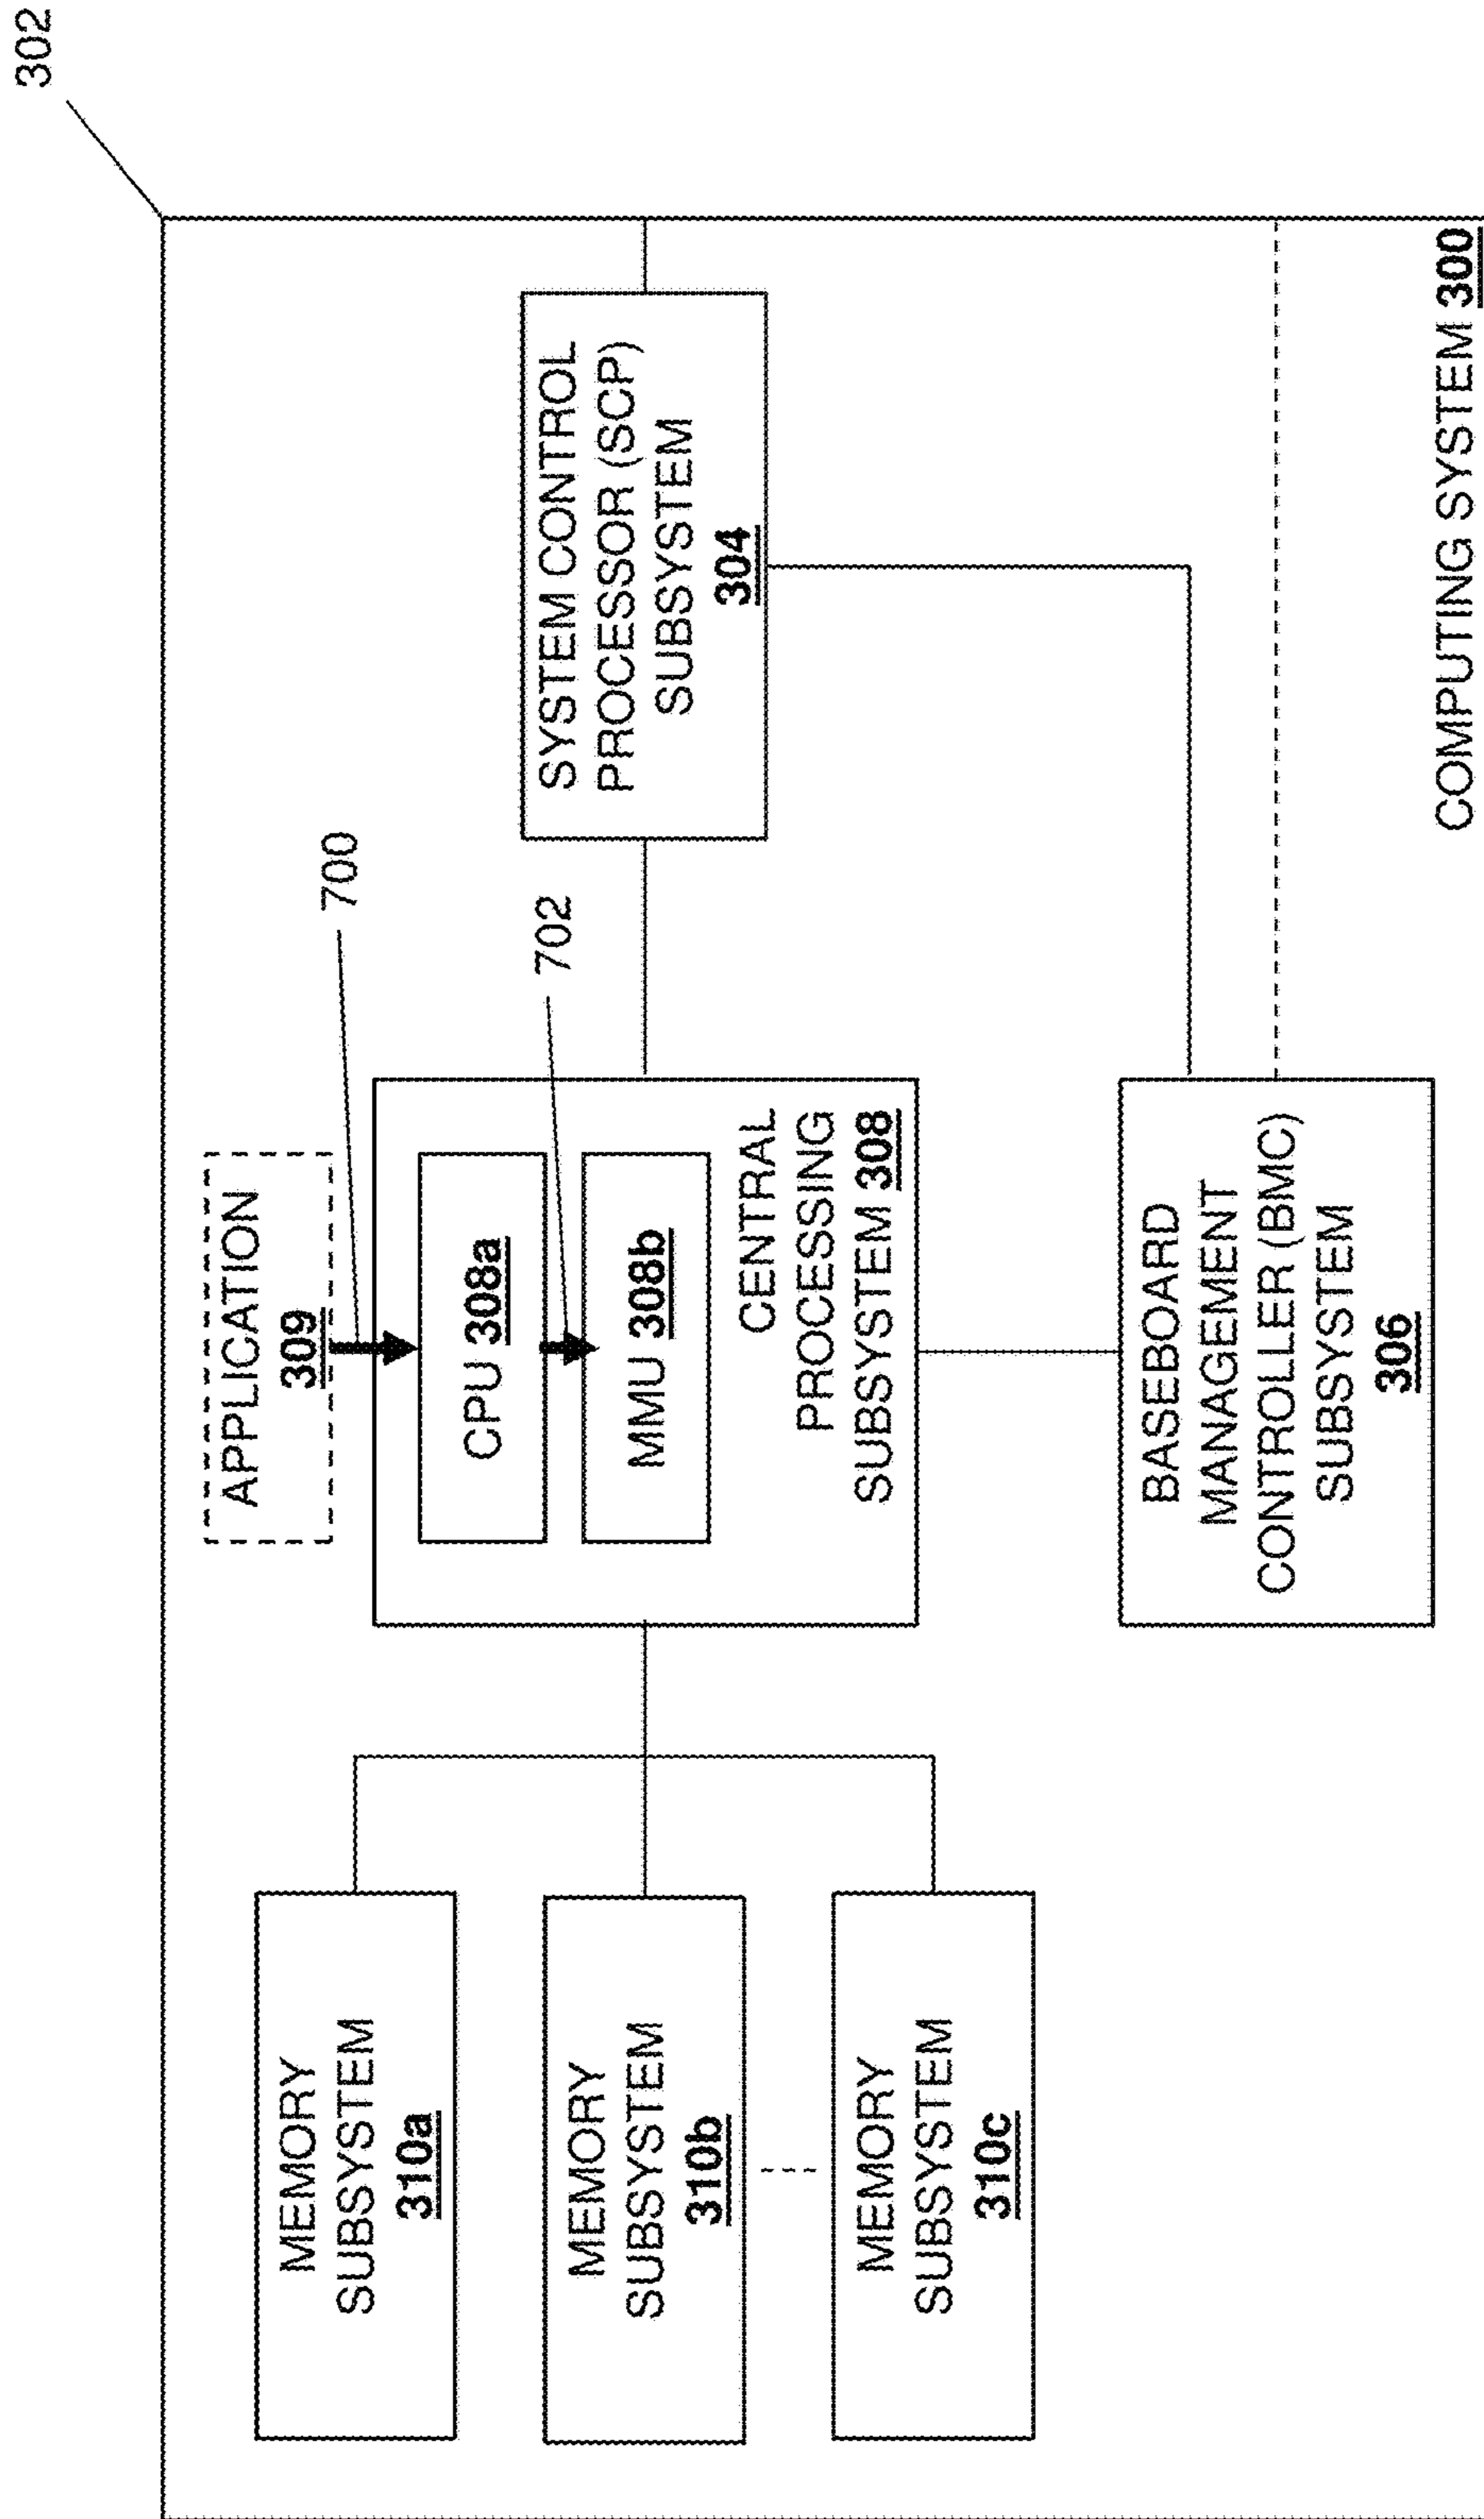 302
COMPUTING SYSTEM 300
MEMORY
SUBSYSTEM
310a
MEMORY
SUBSYSTEM
310b
MEMORY
SUBSYSTEM
310c
APPLICATION
309
700
CPU 308a
702
MMU 308b
CENTRAL
PROCESSING
SUBSYSTEM 308
SYSTEM CONTROL
PROCESSOR (SCP)
SUBSYSTEM
304
BASEBOARD
MANAGEMENT
CONTROLLER (BMC)
SUBSYSTEM
306